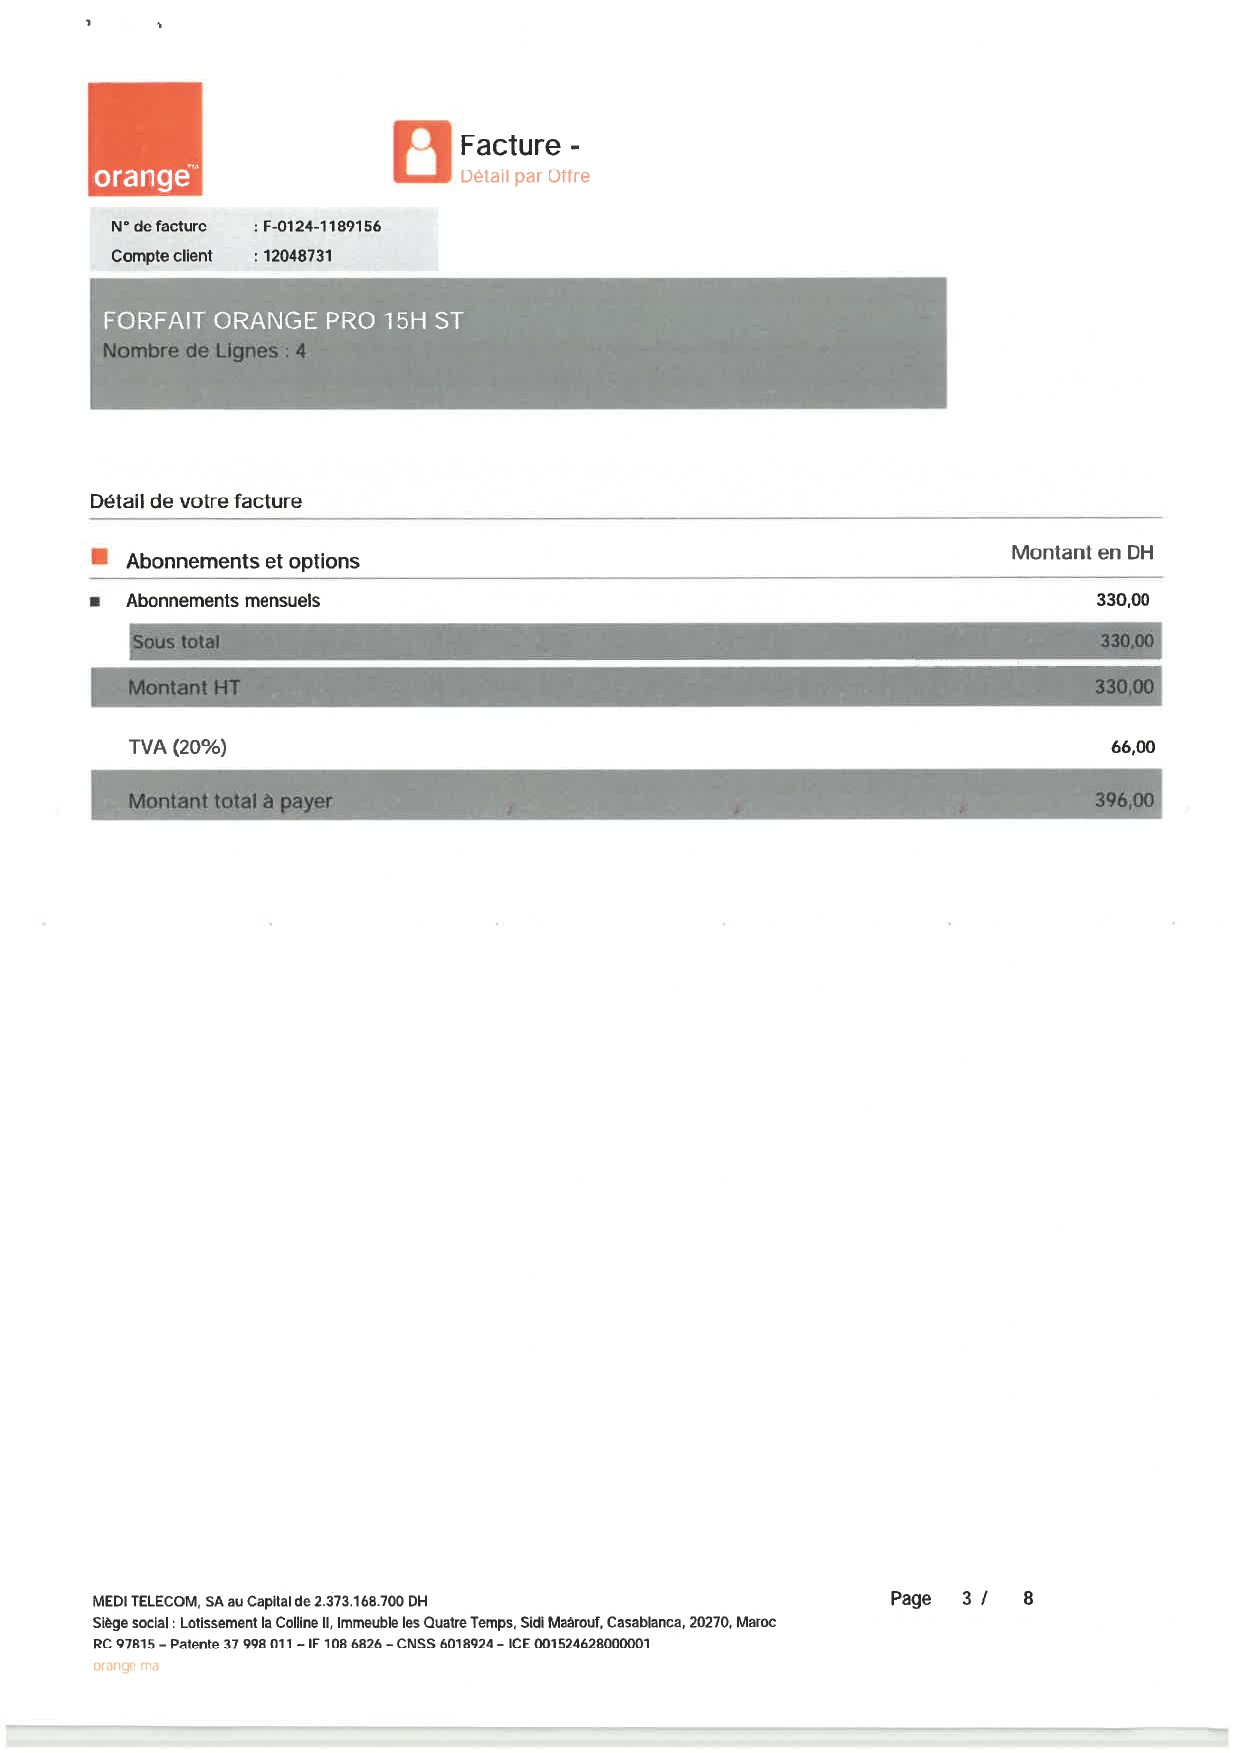 orange™
Facture -
Détail par Offre
N° de facture : F-0124-1189156
Compte client : 12048731
FORFAIT ORANGE PRO 15H ST
Nombre de Lignes : 4
Détail de votre facture
Abonnements et options Montant en DH
Abonnements mensuels 330,00
Sous total 330,00
Montant HT 330,00
TVA (20%) 66,00
Montant total à payer 396,00
MEDI TELECOM, SA au Capital de 2.373.168.700 DH
Page 3 / 8
Siège social : Lotissement la Colline II, Immeuble les Quatre Temps, Sidi Maârouf, Casablanca, 20270, Maroc
RC 97815 – Patente 37 998 011 – IF 108 6826 – CNSS 6018924 – ICE 001524628000001
orange ma